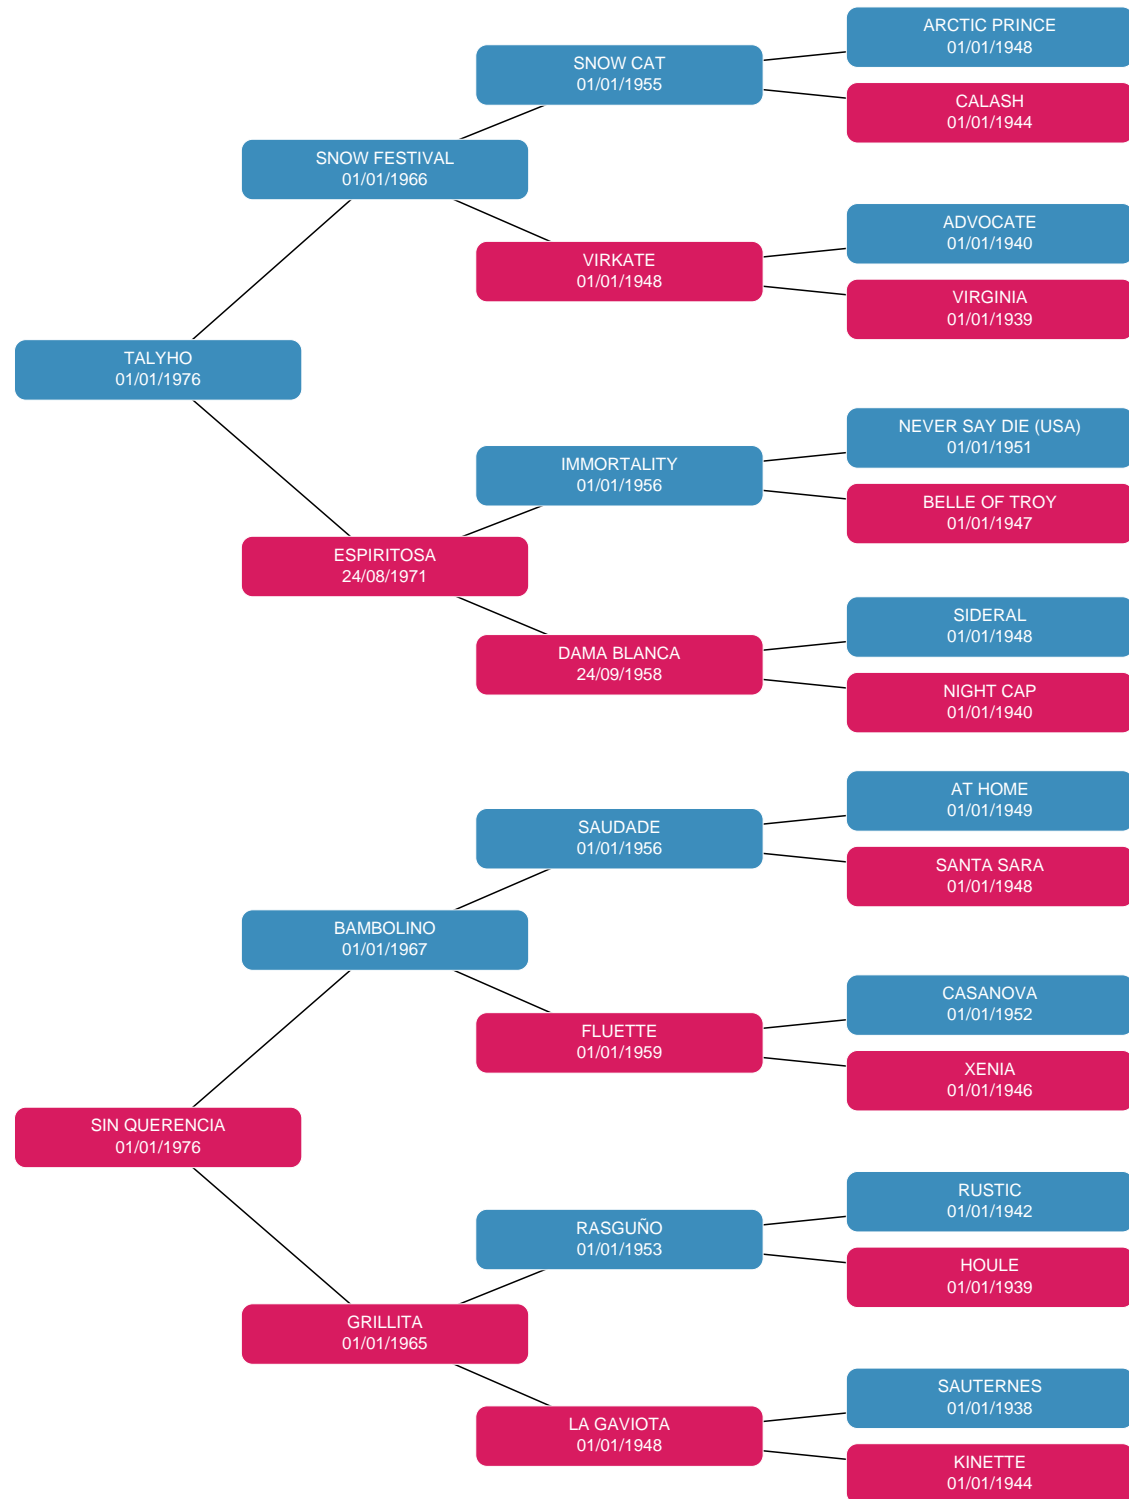 ARCTIC PRINCE
01/01/1948
SNOW CAT
01/01/1955
CALASH
01/01/1944
SNOW FESTIVAL
01/01/1966
ADVOCATE
01/01/1940
VIRKATE
01/01/1948
VIRGINIA
01/01/1939
TALYHO
01/01/1976
NEVER SAY DIE (USA)
01/01/1951
IMMORTALITY
01/01/1956
BELLE OF TROY
01/01/1947
ESPIRITOSA
24/08/1971
SIDERAL
01/01/1948
DAMA BLANCA
24/09/1958
NIGHT CAP
01/01/1940
AT HOME
01/01/1949
SAUDADE
01/01/1956
SANTA SARA
01/01/1948
BAMBOLINO
01/01/1967
CASANOVA
01/01/1952
FLUETTE
01/01/1959
XENIA
01/01/1946
SIN QUERENCIA
01/01/1976
RUSTIC
01/01/1942
RASGUÑO
01/01/1953
HOULE
01/01/1939
GRILLITA
01/01/1965
SAUTERNES
01/01/1938
LA GAVIOTA
01/01/1948
KINETTE
01/01/1944